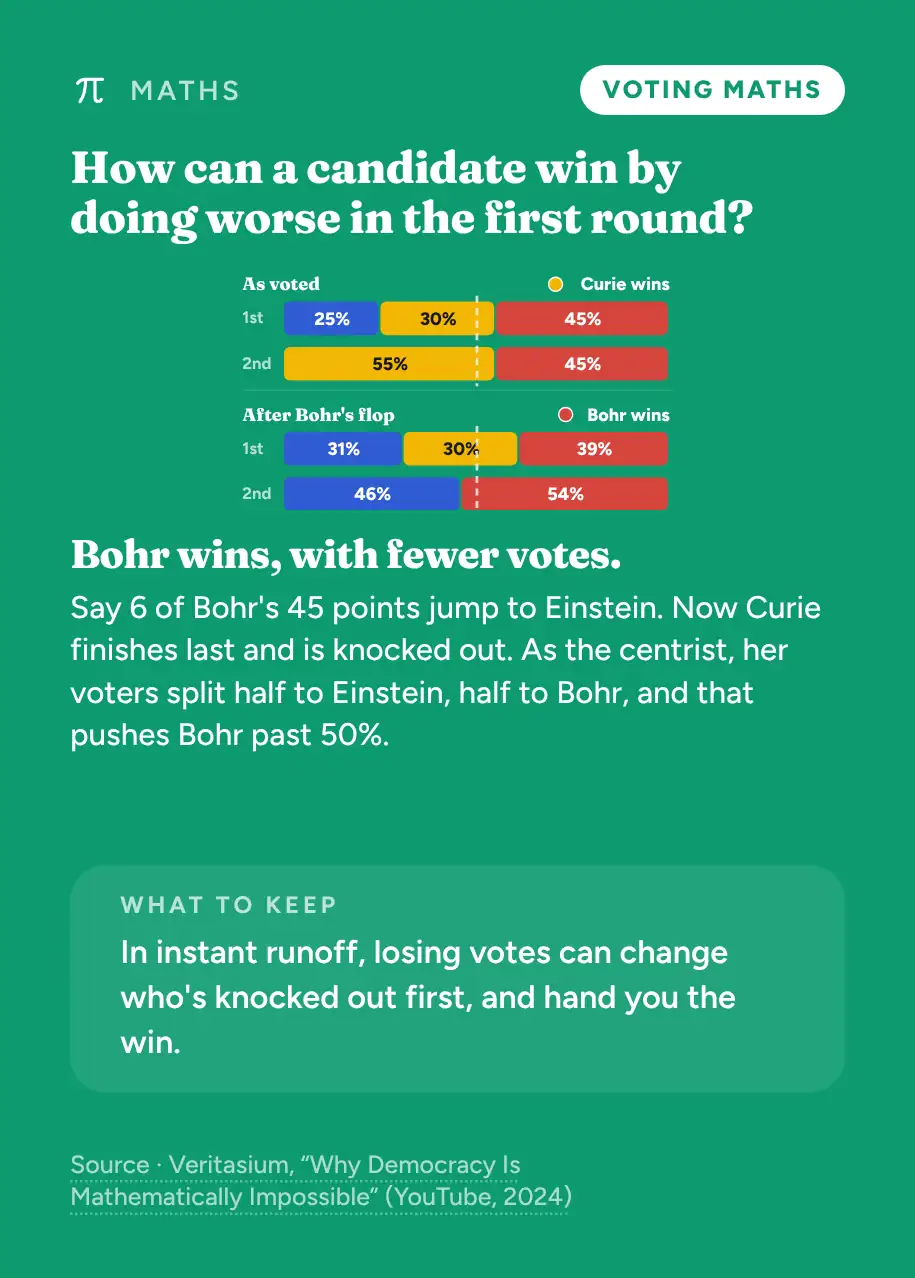 π MATHS
VOTING MATHS
How can a candidate win by
doing worse in the first round?
As voted
Curie wins
1st 25% 30% 45%
2nd 55% 45%
After Bohr's flop
Bohr wins
1st 31% 30% 39%
2nd 46% 54%
Bohr wins, with fewer votes.
Say 6 of Bohr's 45 points jump to Einstein. Now Curie
finishes last and is knocked out. As the centrist, her
voters split half to Einstein, half to Bohr, and that
pushes Bohr past 50%.
WHAT TO KEEP
In instant runoff, losing votes can change
who's knocked out first, and hand you the
win.
Source · Veritasium, “Why Democracy Is
Mathematically Impossible” (YouTube, 2024)